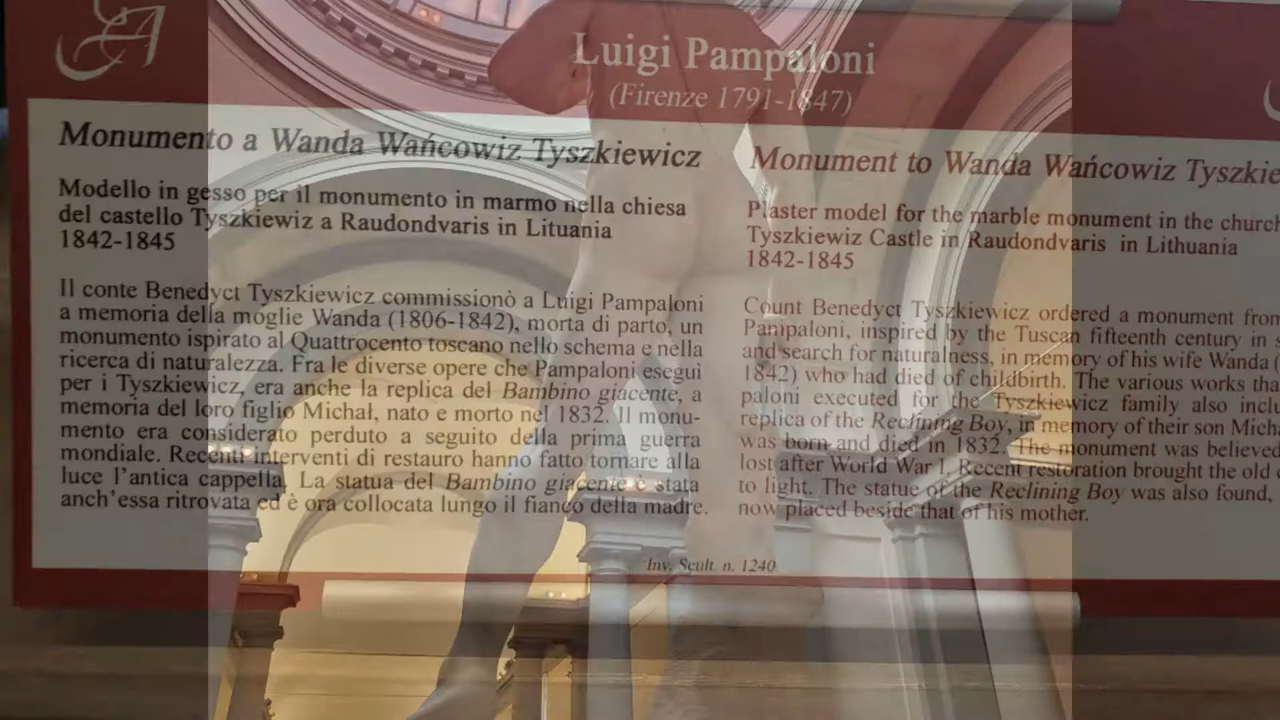 Luigi Pampaloni
(Firenze 1791-1847)
Monumento a Wanda Wańcowiz Tyszkiewicz
Modello in gesso per il monumento in marmo nella chiesa
del castello Tyszkiewiz a Raudondvaris in Lituania
1842-1845
Il conte Benedyct Tyszkiewicz commissionò a Luigi Pampaloni
a memoria della moglie Wanda (1806-1842), morta di parto, un
monumento ispirato al Quattrocento toscano nello schema e nella
ricerca di naturalezza. Fra le diverse opere che Pampaloni eseguì
per i Tyszkiewicz, era anche la replica del Bambino giacente, a
memoria del loro figlio Michał, nato e morto nel 1832. Il monu-
mento era considerato perduto a seguito della prima guerra
mondiale. Recenti interventi di restauro hanno fatto tornare alla
luce l'antica cappella. La statua del Bambino giacente è stata
anch'essa ritrovata ed è ora collocata lungo il fianco della madre.
Monument to Wanda Wańcowiz Tyszkie
Plaster model for the marble monument in the church
Tyszkiewiz Castle in Raudondvaris in Lithuania
1842-1845
Count Benedyct Tyszkiewicz ordered a monument from
Pampaloni, inspired by the Tuscan fifteenth century in s
and search for naturalness, in memory of his wife Wanda (
1842) who had died of childbirth. The various works tha
paloni executed for the Tyszkiewicz family also inclu
replica of the Reclining Boy, in memory of their son Micha
was born and died in 1832. The monument was believed
lost after World War I. Recent restoration brought the old
to light. The statue of the Reclining Boy was also found,
now placed beside that of his mother.
Inv. Scult. n. 1240